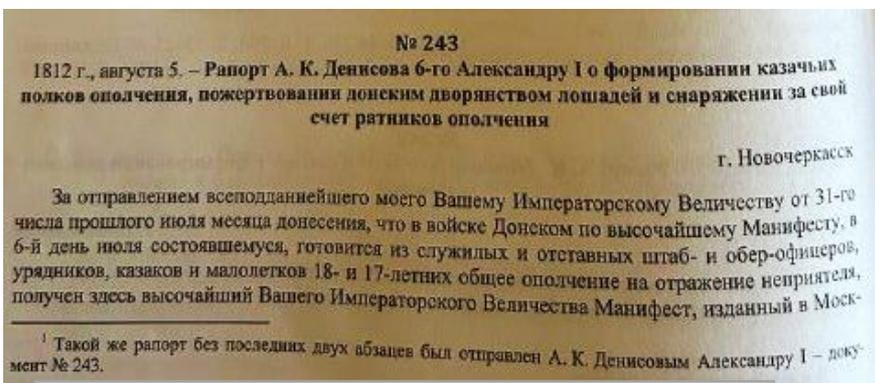 № 243
1812 г., августа 5. – Рапорт А. К. Денисова 6-го Александру I о формировании казачьих
полков ополчения, пожертвовании донским дворянством лошадей и снаряжении за свой
счет ратников ополчения
г. Новочеркасск
За отправлением всеподданнейшего моего Вашему Императорскому Величеству от 31-го
числа прошлого июля месяца донесения, что в войске Донском по высочайшему Манифесту, в
6-й день июля состоявшемуся, готовится из служилых и отставных штаб- и обер-офицеров,
урядников, казаков и малолетков 18- и 17-летних общее ополчение на отражение неприятеля,
получен здесь высочайший Вашего Императорского Величества Манифест, изданный в Моск-
¹ Такой же рапорт без последних двух абзацев был отправлен А. К. Денисовым Александру I – доку-
мент № 243.